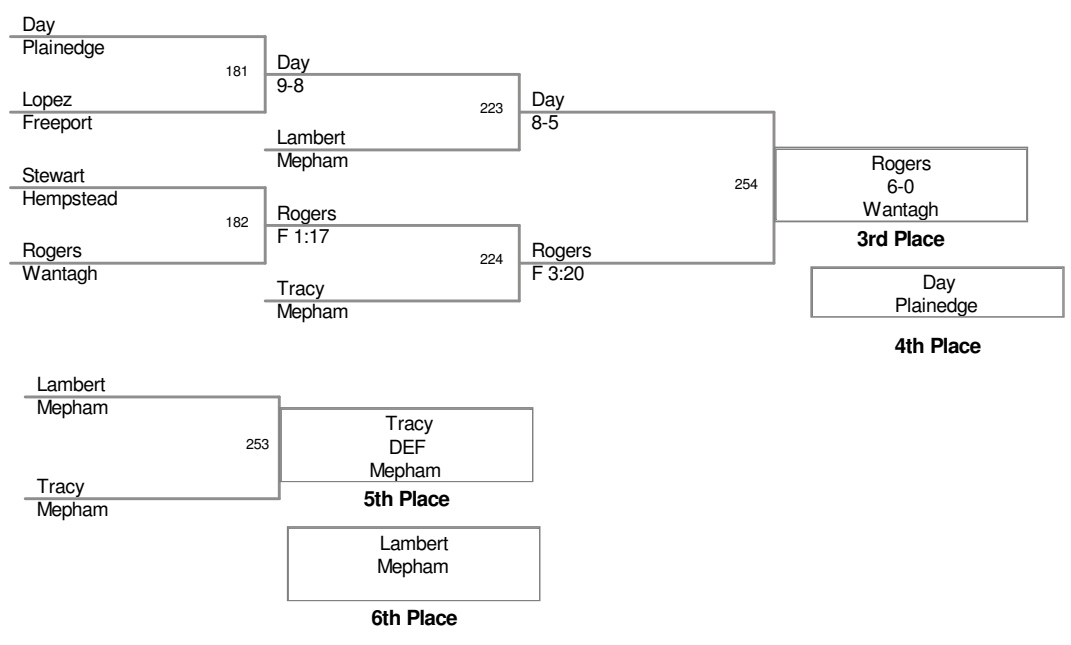 Day
Plainedge
181
Lopez
Freeport
Day
9-8
223
Lambert
Mepham
Day
8-5
Stewart
Hempstead
182
Rogers
Wantagh
Rogers
F 1:17
224
Tracy
Mepham
Rogers
F 3:20
254
Rogers
6-0
Wantagh
3rd Place
Day
Plainedge
4th Place
Lambert
Mepham
253
Tracy
Mepham
Tracy
DEF
Mepham
5th Place
Lambert
Mepham
6th Place